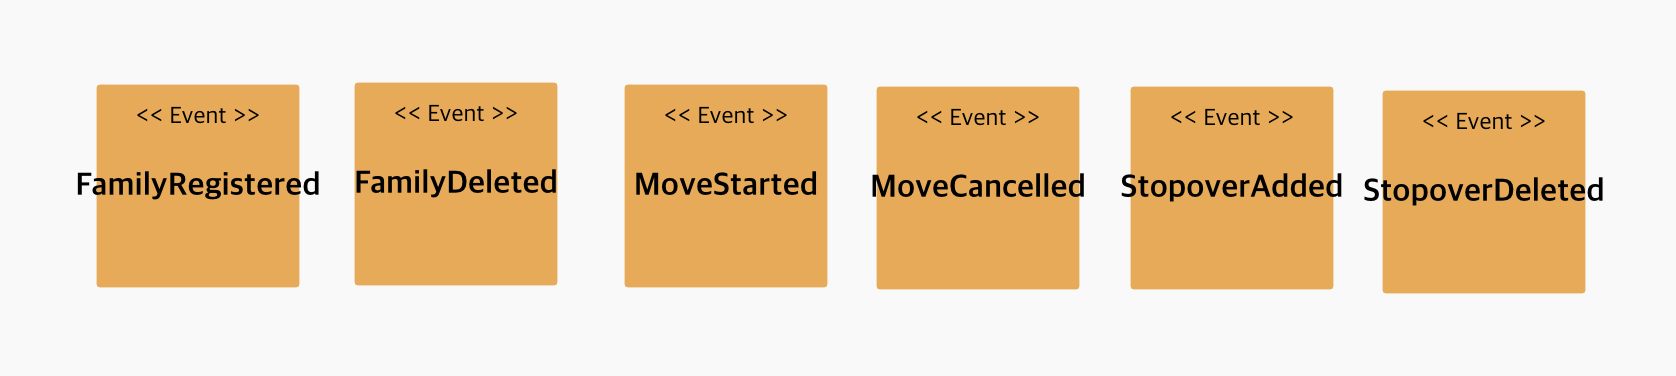 << Event >>
FamilyRegistered
<< Event >>
FamilyDeleted
<< Event >>
MoveStarted
<< Event >>
MoveCancelled
<< Event >>
StopoverAdded
<< Event >>
StopoverDeleted